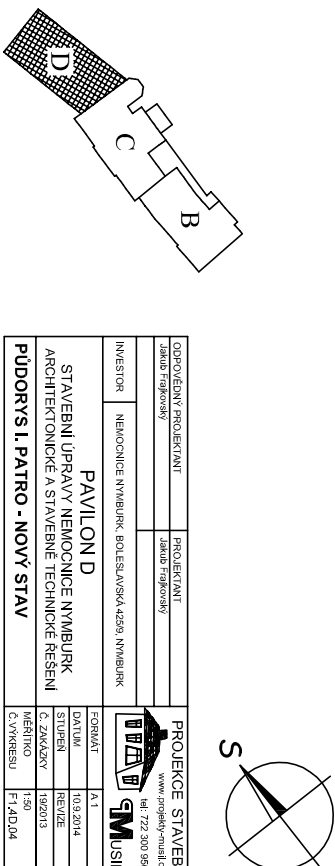 D
C
B
S
ODPOVĚDNÝ PROJEKTANT
Jakub Frajkovský
PROJEKTANT
Jakub Frajkovský
PROJEKCE STAVEB
www.projekty-musil.c
tel: 722 300 95
MUSIL
INVESTOR
NEMOCNICE NYMBURK, BOLESLAVSKÁ 425/9, NYMBURK
PAVILON D
STAVEBNÍ ÚPRAVY NEMOCNICE NYMBURK
ARCHITEKTONICKÉ A STAVEBNĚ TECHNICKÉ ŘEŠENÍ
PŮDORYS I. PATRO - NOVÝ STAV
FORMÁT A1
DATUM 10.9.2014
STUPEŇ REVIZE
Č. ZAKÁZKY 19/2013
MĚŘÍTKO 1:50
Č.VÝKRESU F1.4D.04